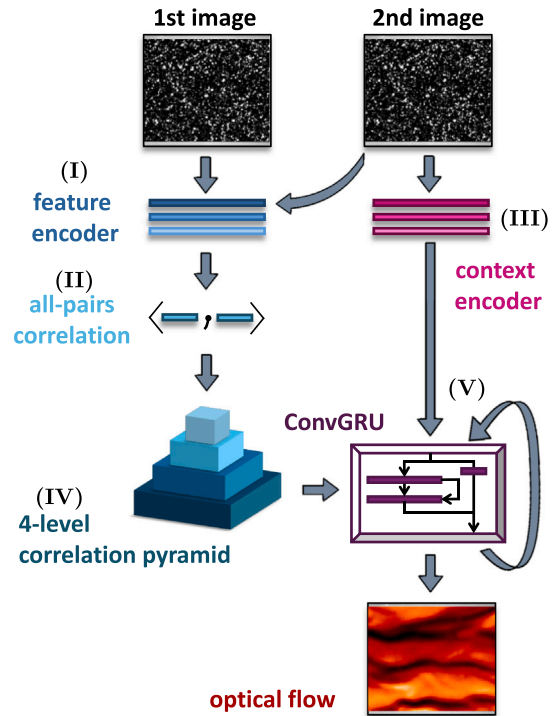 1st image
2nd image
(I)
feature
encoder
(III)
(II)
all-pairs
correlation
⟨ , ⟩
context
encoder
(V)
ConvGRU
(IV)
4-level
correlation pyramid
optical flow